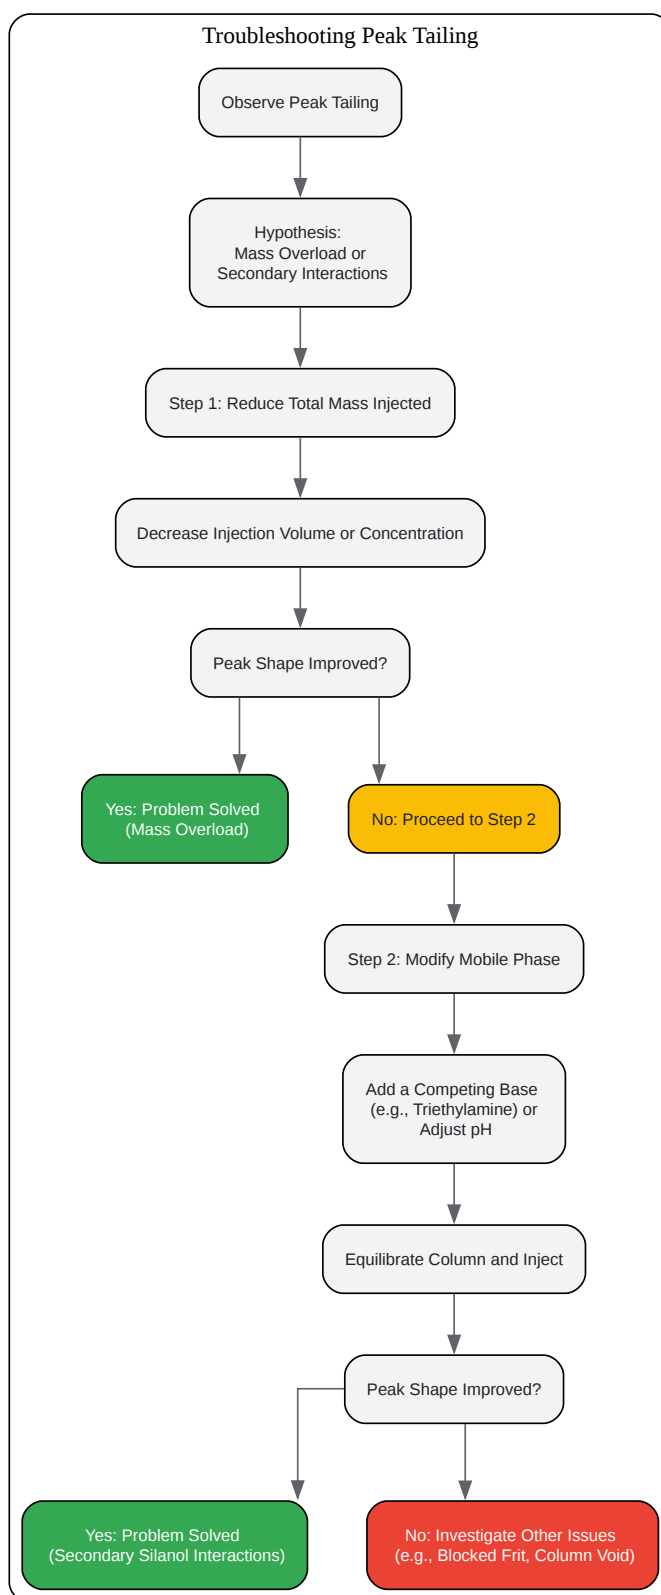 Troubleshooting Peak Tailing
Observe Peak Tailing
Hypothesis:
Mass Overload or
Secondary Interactions
Step 1: Reduce Total Mass Injected
Decrease Injection Volume or Concentration
Peak Shape Improved?
Yes: Problem Solved
(Mass Overload)
No: Proceed to Step 2
Step 2: Modify Mobile Phase
Add a Competing Base
(e.g., Triethylamine) or
Adjust pH
Equilibrate Column and Inject
Peak Shape Improved?
Yes: Problem Solved
(Secondary Silanol Interactions)
No: Investigate Other Issues
(e.g., Blocked Frit, Column Void)